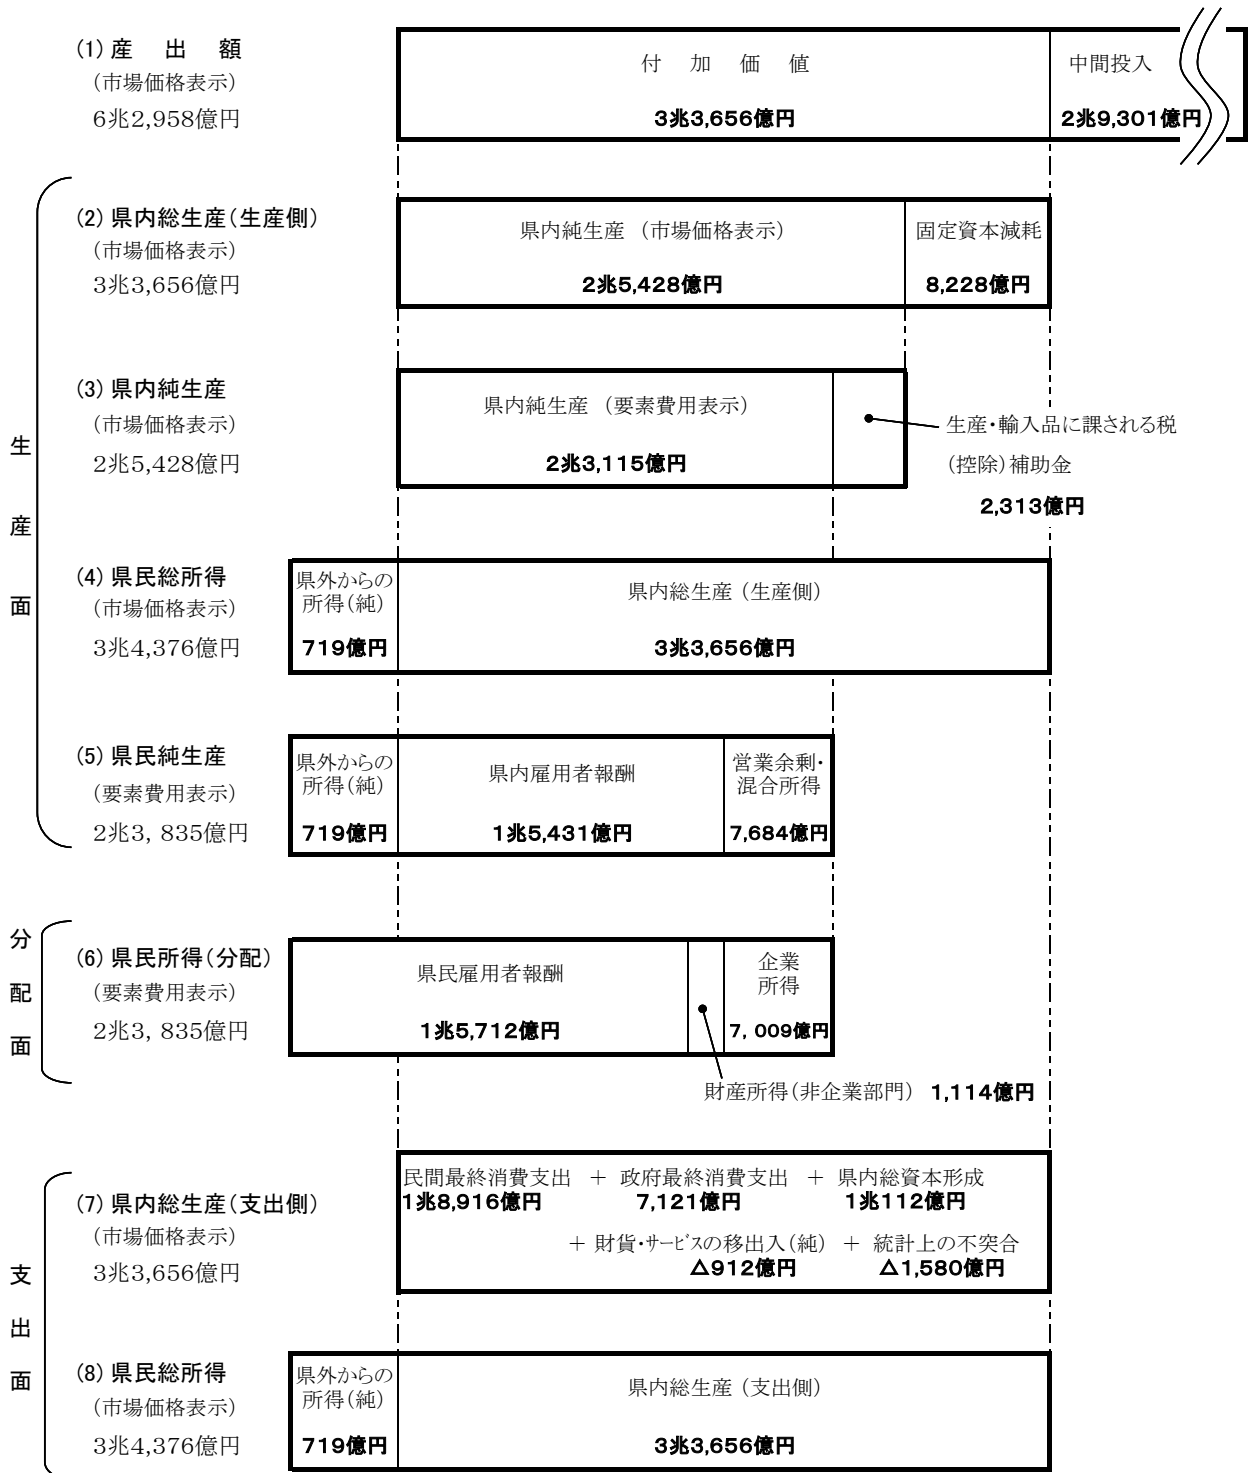 (1) 産 出 額
(市場価格表示)
6兆2,958億円
付 加 価 値
3兆3,656億円
中間投入
2兆9,301億円
生産面
(2) 県内総生産(生産側)
(市場価格表示)
3兆3,656億円
県内純生産 (市場価格表示)
2兆5,428億円
固定資本減耗
8,228億円
(3) 県内純生産
(市場価格表示)
2兆5,428億円
県内純生産 (要素費用表示)
2兆3,115億円
生産・輸入品に課される税
(控除)補助金
2,313億円
(4) 県民総所得
(市場価格表示)
3兆4,376億円
県外からの
所得(純)
719億円
県内総生産 (生産側)
3兆3,656億円
(5) 県民純生産
(要素費用表示)
2兆3, 835億円
県外からの
所得(純)
719億円
県内雇用者報酬
1兆5,431億円
営業余剰・
混合所得
7,684億円
分配面
(6) 県民所得(分配)
(要素費用表示)
2兆3, 835億円
県民雇用者報酬
1兆5,712億円
企業
所得
7, 009億円
財産所得(非企業部門) 1,114億円
支出面
(7) 県内総生産(支出側)
(市場価格表示)
3兆3,656億円
民間最終消費支出 + 政府最終消費支出 + 県内総資本形成
1兆8,916億円 7,121億円 1兆112億円
+ 財貨・サービスの移出入(純) + 統計上の不突合
△912億円 △1,580億円
(8) 県民総所得
(市場価格表示)
3兆4,376億円
県外からの
所得(純)
719億円
県内総生産 (支出側)
3兆3,656億円